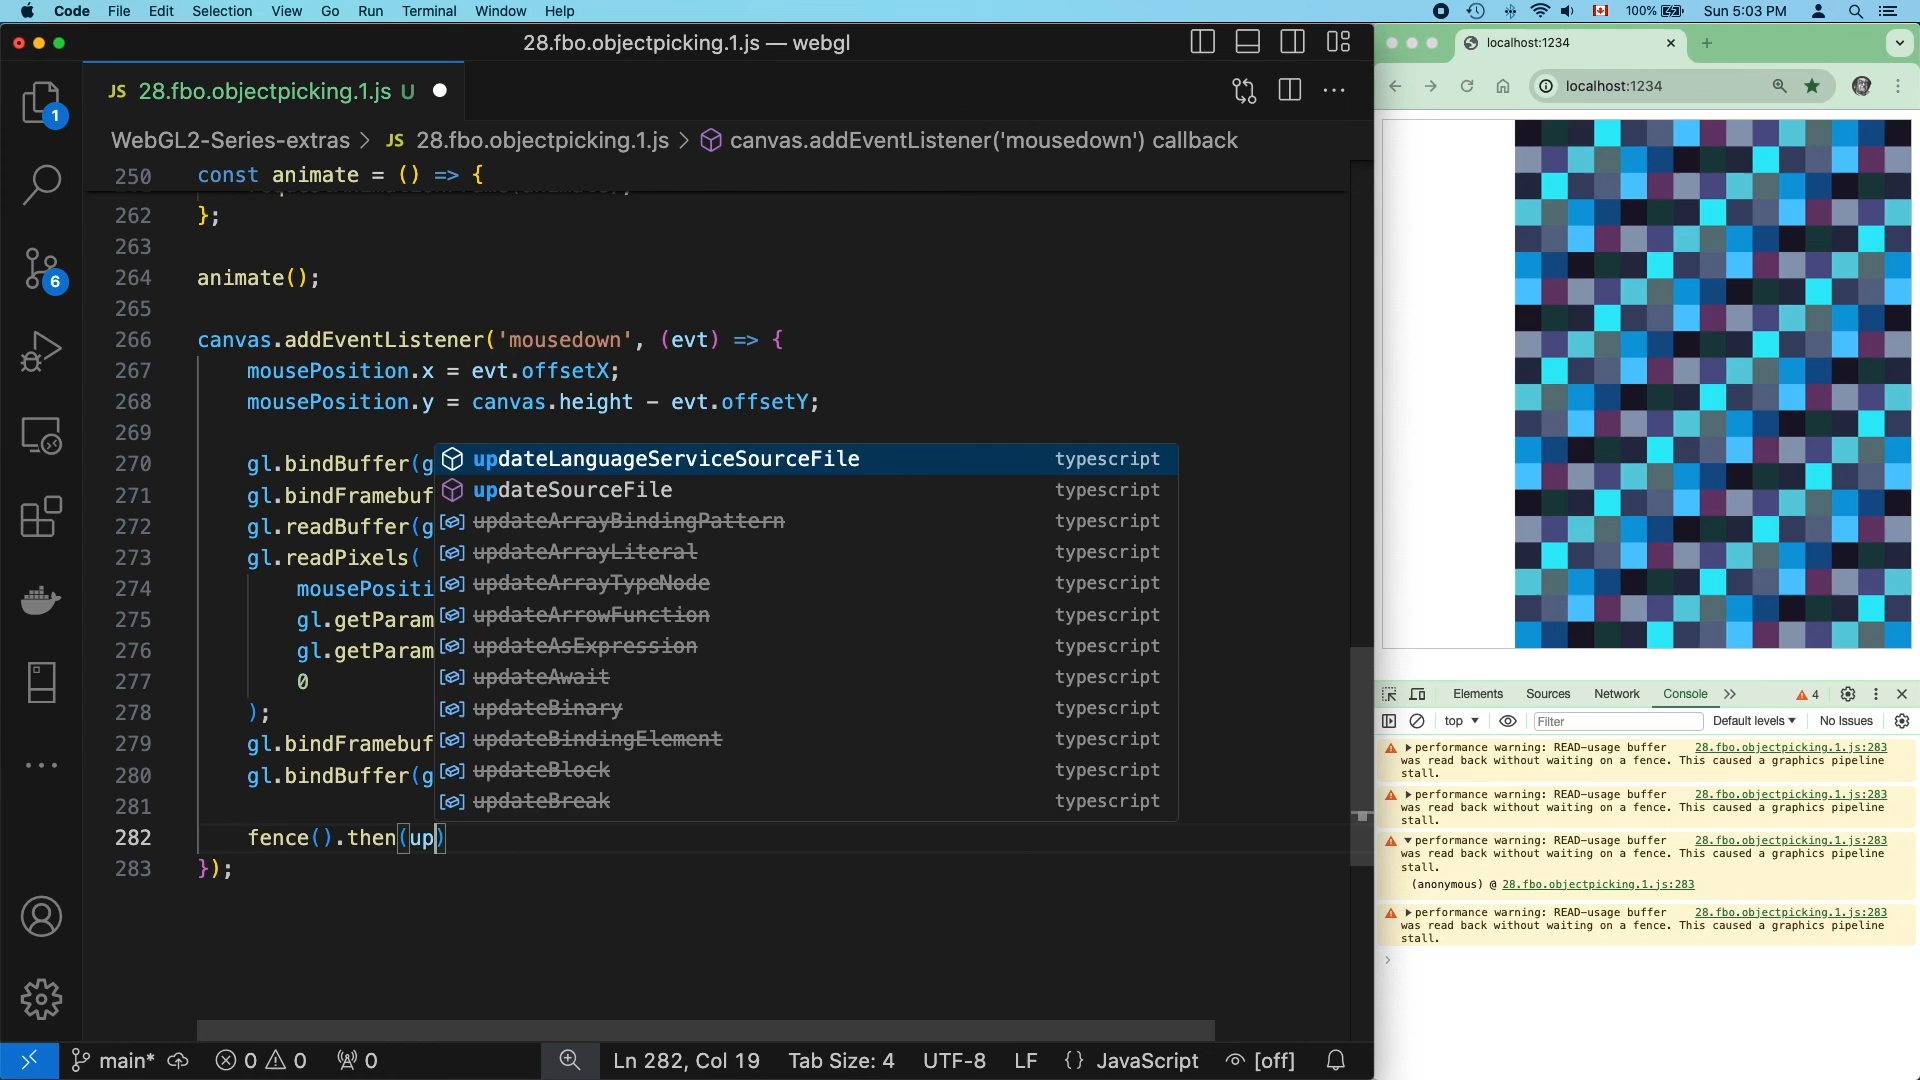 Code File Edit Selection View Go Run Terminal Window Help 100% Sun 5:03 PM
28.fbo.objectpicking.1.js — webgl
localhost:1234
JS 28.fbo.objectpicking.1.js U
localhost:1234
WebGL2-Series-extras > JS 28.fbo.objectpicking.1.js > canvas.addEventListener('mousedown') callback
250 const animate = () => {
262 };
263
264 animate();
265
266 canvas.addEventListener('mousedown', (evt) => {
267 mousePosition.x = evt.offsetX;
268 mousePosition.y = canvas.height - evt.offsetY;
269
270 gl.bindBuffer(g
271 gl.bindFramebuf
272 gl.readBuffer(g
273 gl.readPixels(
274 mousePositi
275 gl.getParam
276 gl.getParam
277 0
278 );
279 gl.bindFramebuf
280 gl.bindBuffer(g
281
282 fence().then(up)
283 });
updateLanguageServiceSourceFile typescript
updateSourceFile typescript
updateArrayBindingPattern typescript
updateArrayLiteral typescript
updateArrayTypeNode typescript
updateArrowFunction typescript
updateAsExpression typescript
updateAwait typescript
updateBinary typescript
updateBindingElement typescript
updateBlock typescript
updateBreak typescript
1
6
main* 0 0 0 Ln 282, Col 19 Tab Size: 4 UTF-8 LF {} JavaScript [off]
Elements Sources Network Console 4
top Filter Default levels No Issues
performance warning: READ-usage buffer 28.fbo.objectpicking.1.js:283
was read back without waiting on a fence. This caused a graphics pipeline
stall.
performance warning: READ-usage buffer 28.fbo.objectpicking.1.js:283
was read back without waiting on a fence. This caused a graphics pipeline
stall.
performance warning: READ-usage buffer 28.fbo.objectpicking.1.js:283
was read back without waiting on a fence. This caused a graphics pipeline
stall.
(anonymous) @ 28.fbo.objectpicking.1.js:283
performance warning: READ-usage buffer 28.fbo.objectpicking.1.js:283
was read back without waiting on a fence. This caused a graphics pipeline
stall.